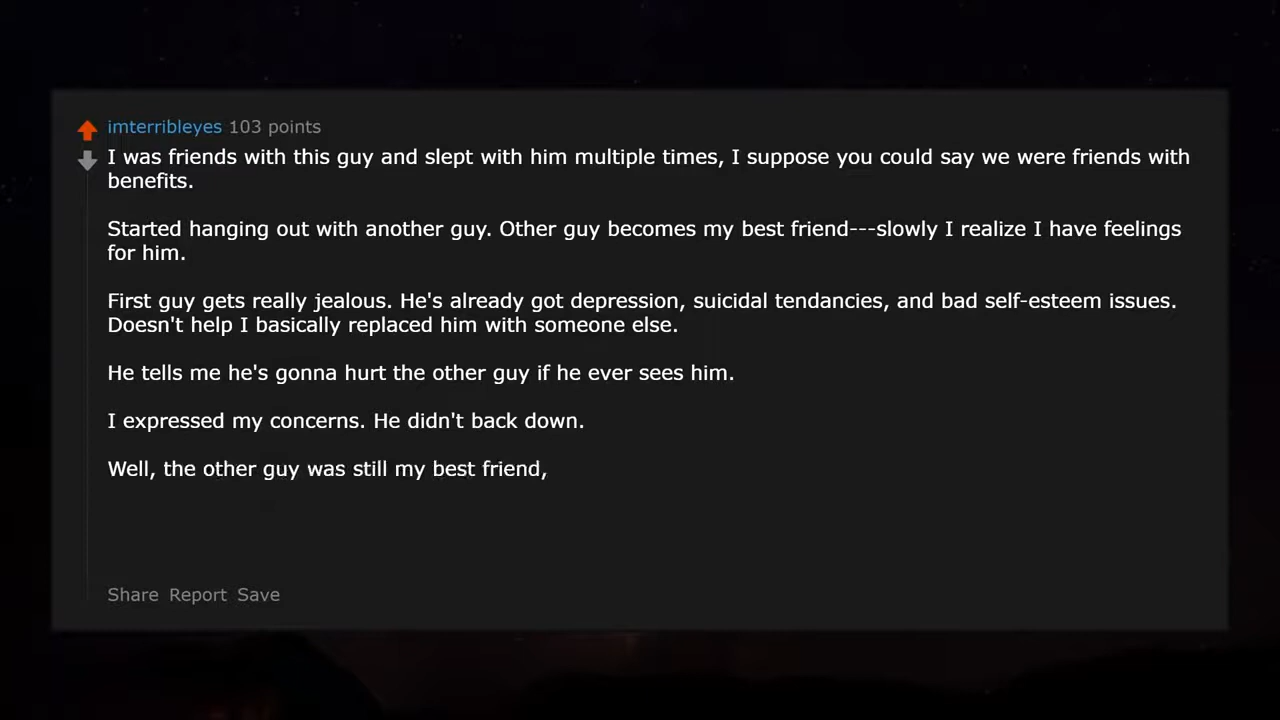 imterribleyes 103 points
I was friends with this guy and slept with him multiple times, I suppose you could say we were friends with
benefits.
Started hanging out with another guy. Other guy becomes my best friend---slowly I realize I have feelings
for him.
First guy gets really jealous. He's already got depression, suicidal tendancies, and bad self-esteem issues.
Doesn't help I basically replaced him with someone else.
He tells me he's gonna hurt the other guy if he ever sees him.
I expressed my concerns. He didn't back down.
Well, the other guy was still my best friend,
Share Report Save